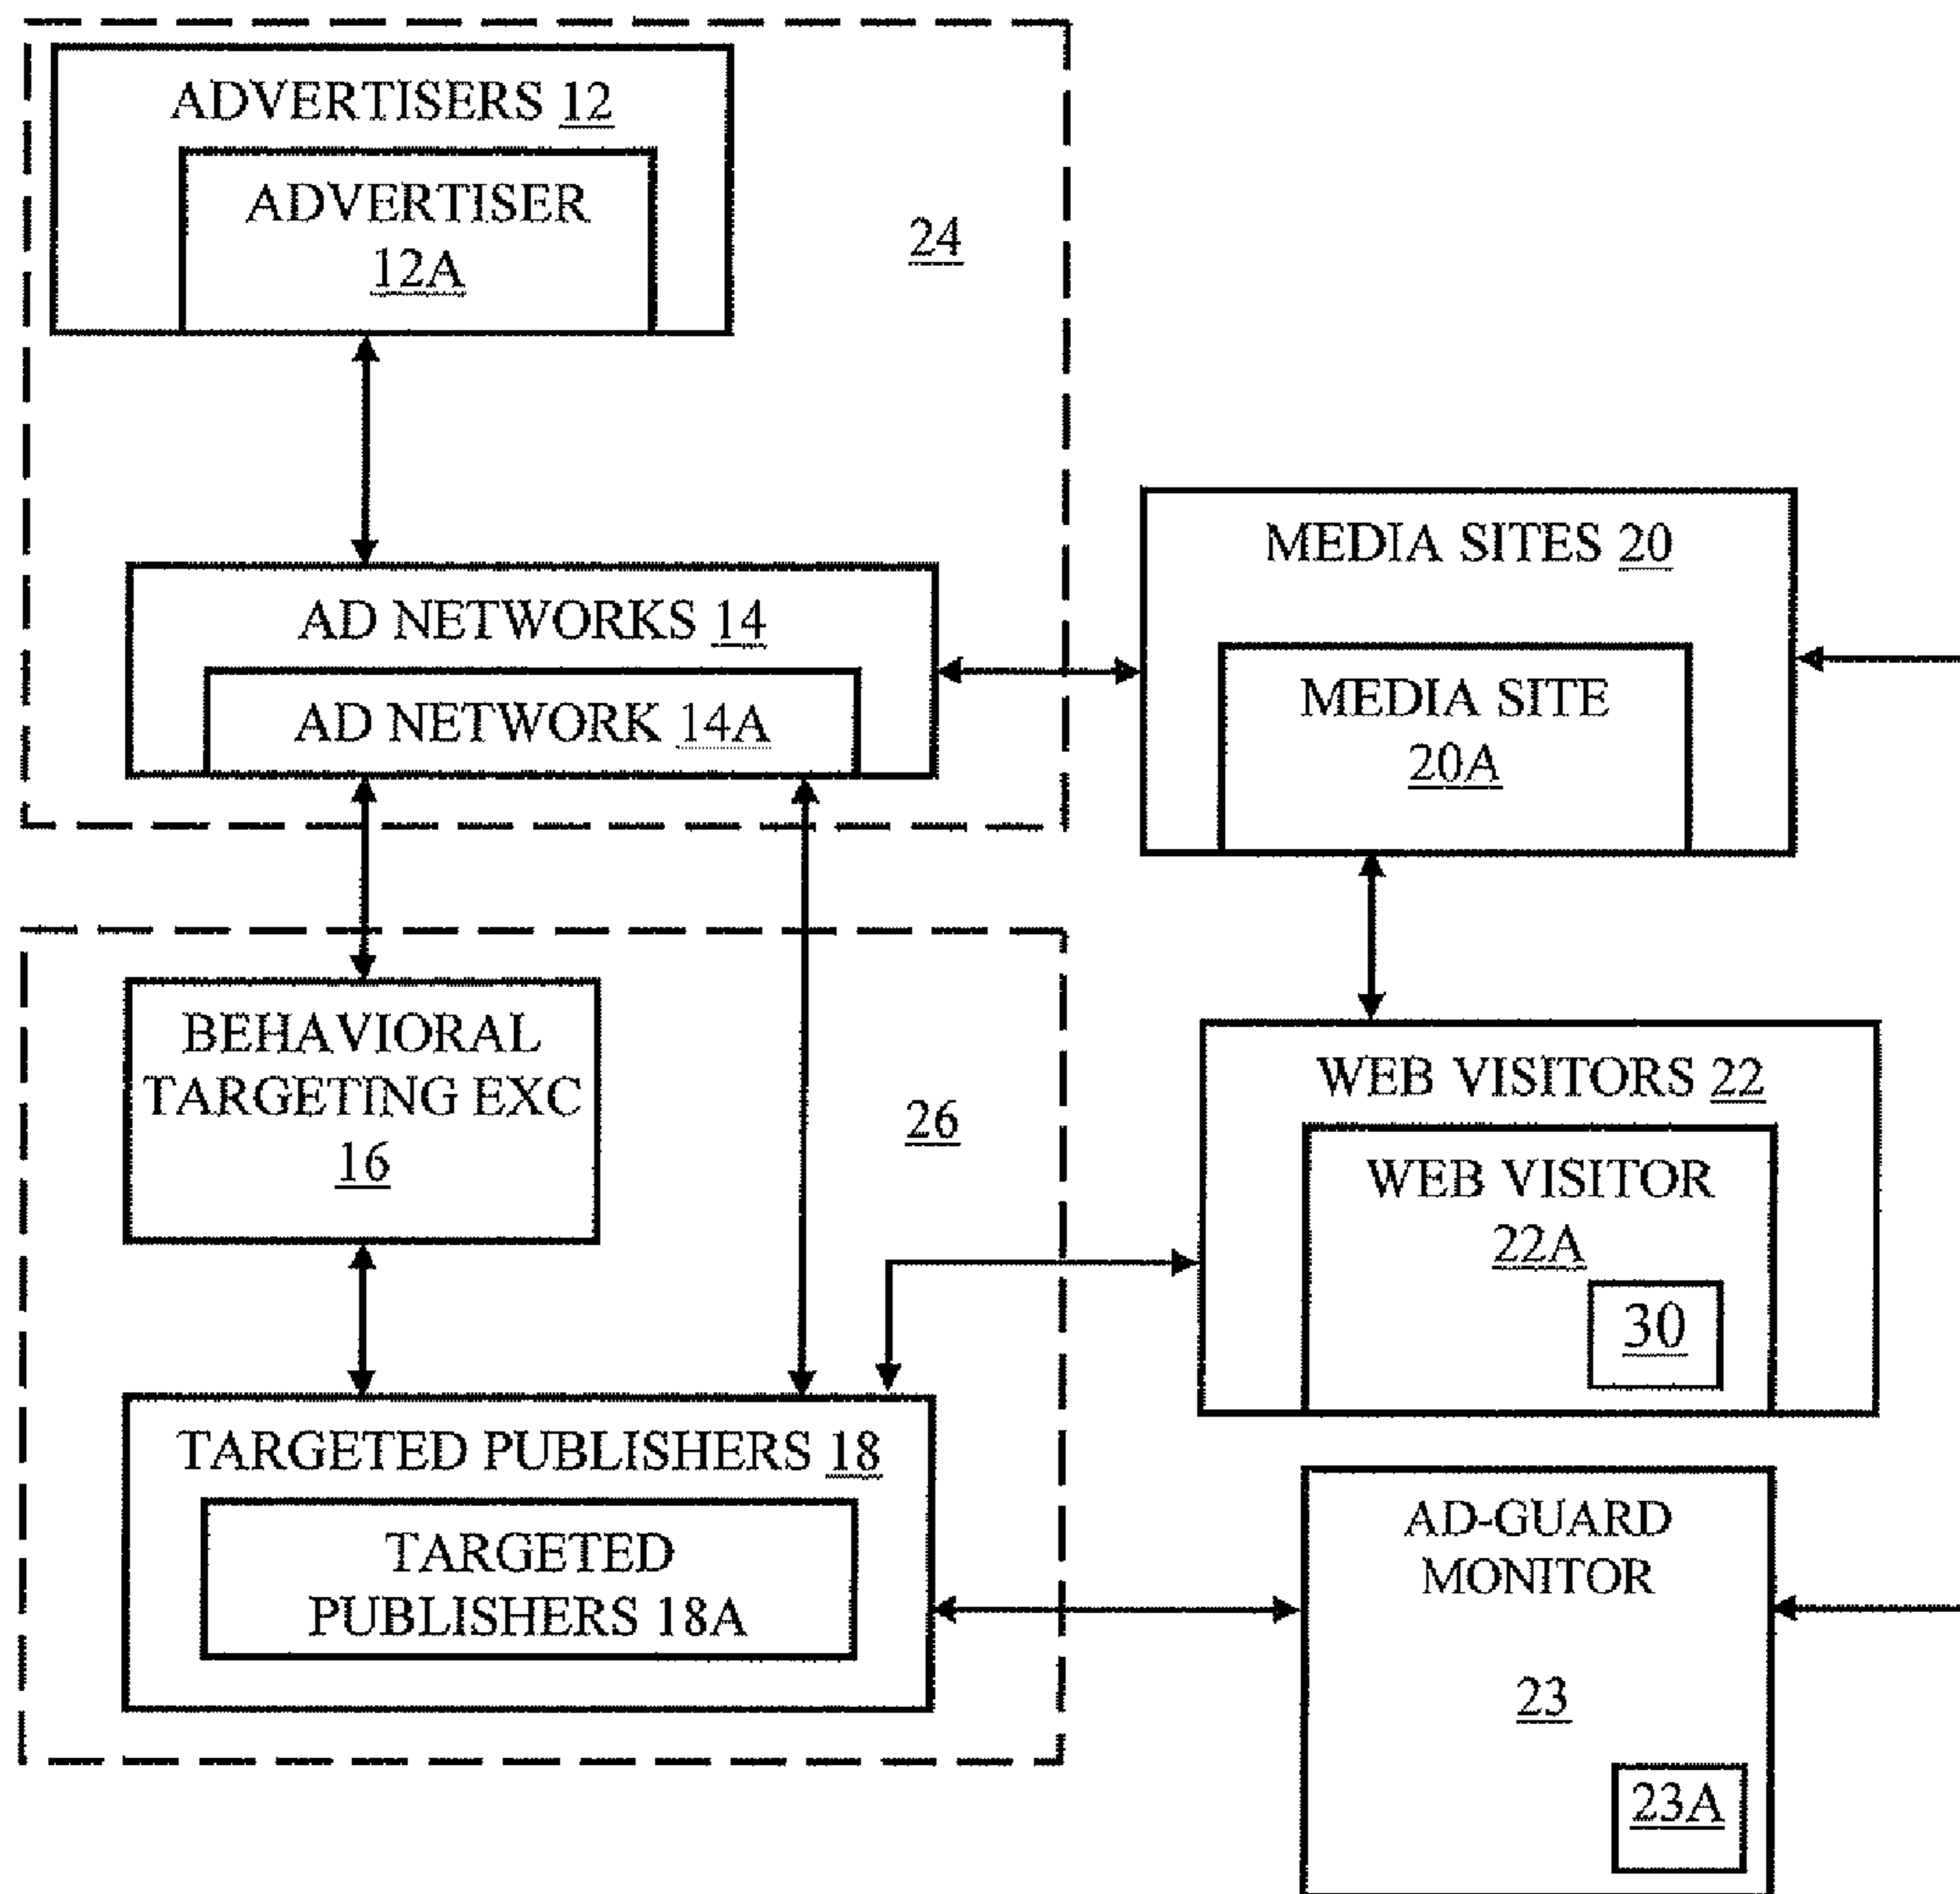 ADVERTISERS 12
ADVERTISER
12A
24
AD NETWORKS 14
AD NETWORK 14A
MEDIA SITES 20
MEDIA SITE
20A
BEHAVIORAL
TARGETING EXC
16
26
WEB VISITORS 22
WEB VISITOR
22A
30
TARGETED PUBLISHERS 18
TARGETED
PUBLISHERS 18A
AD-GUARD
MONITOR
23
23A